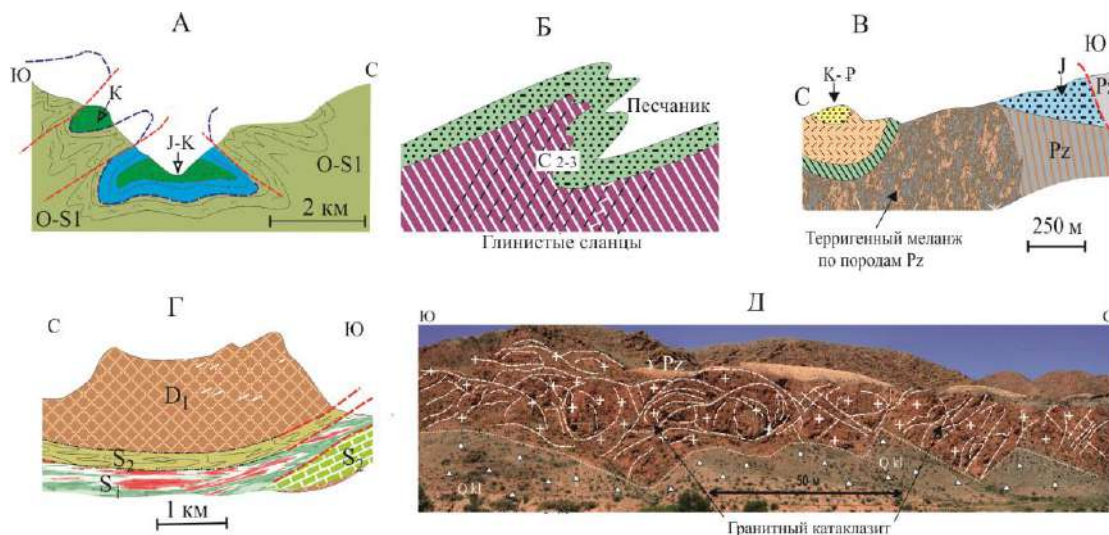 А
Ю
С
K
J-K
O-S1
O-S1
2 км
Б
Песчаник
C 2-3
Глинистые сланцы
В
Ю
K-P
J
С
Pz
Терригенный меланж
по породам Pz
250 м
Г
С
Ю
D1
S2
S1
S2
1 км
Д
Ю
γ Pz
Q kl
50 м
Гранитный катаклазит